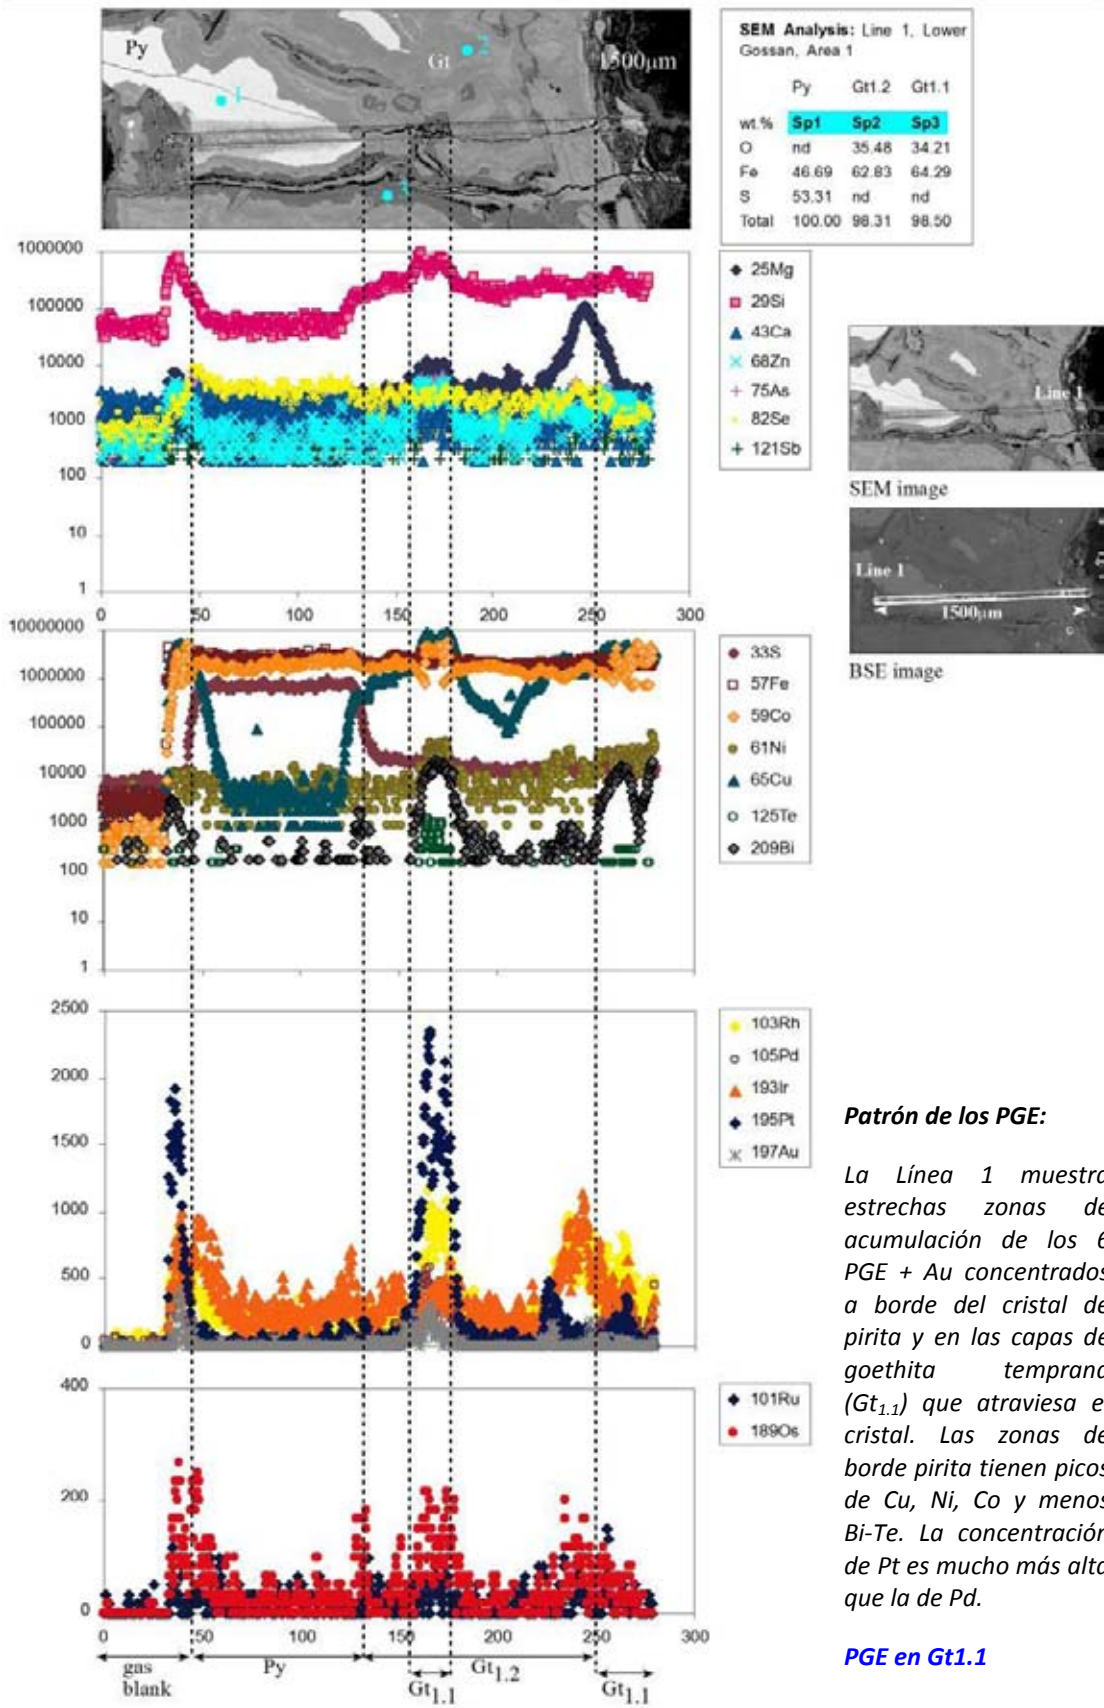 Py
1
Gt
2
1500µm
3
SEM Analysis: Line 1, Lower
Gossan, Area 1
Py Gt1.2 Gt1.1
wt.% Sp1 Sp2 Sp3
O nd 35.48 34.21
Fe 46.69 62.83 64.29
S 53.31 nd nd
Total 100.00 98.31 98.50
1000000
100000
10000
1000
100
10
1
0 50 100 150 200 250 300
25Mg
29Si
43Ca
68Zn
75As
82Se
121Sb
Line 1
SEM image
Line 1
1500µm
BSE image
10000000
1000000
100000
10000
1000
100
10
1
33S
57Fe
59Co
61Ni
65Cu
125Te
209Bi
2500
2000
1500
1000
500
0
103Rh
105Pd
193Ir
195Pt
197Au
400
200
0
101Ru
189Os
0 50 100 150 200 250 300
gas
blank
Py
Gt1.2
Gt1.1
Gt1.1
Patrón de los PGE:
La Línea 1 muestra
estrechas zonas de
acumulación de los 6
PGE + Au concentrados
a borde del cristal de
pirita y en las capas de
goethita temprana
(Gt1.1) que atraviesa e
cristal. Las zonas de
borde pirita tienen picos
de Cu, Ni, Co y menos
Bi-Te. La concentración
de Pt es mucho más alta
que la de Pd.
PGE en Gt1.1